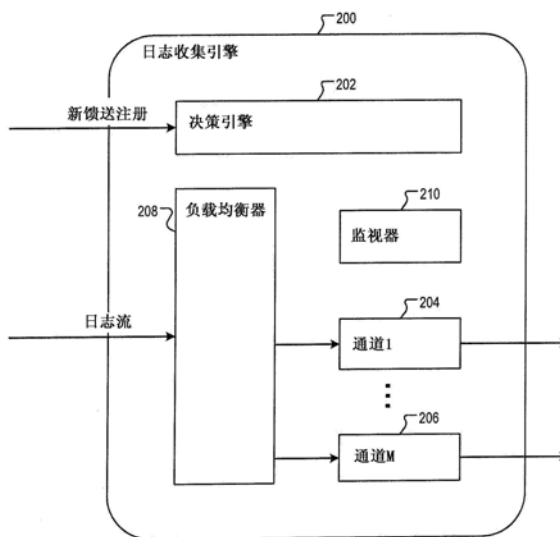 200
日志收集引擎
202
新馈送注册
决策引擎
208
负载均衡器
210
监视器
日志流
204
通道1
206
通道M